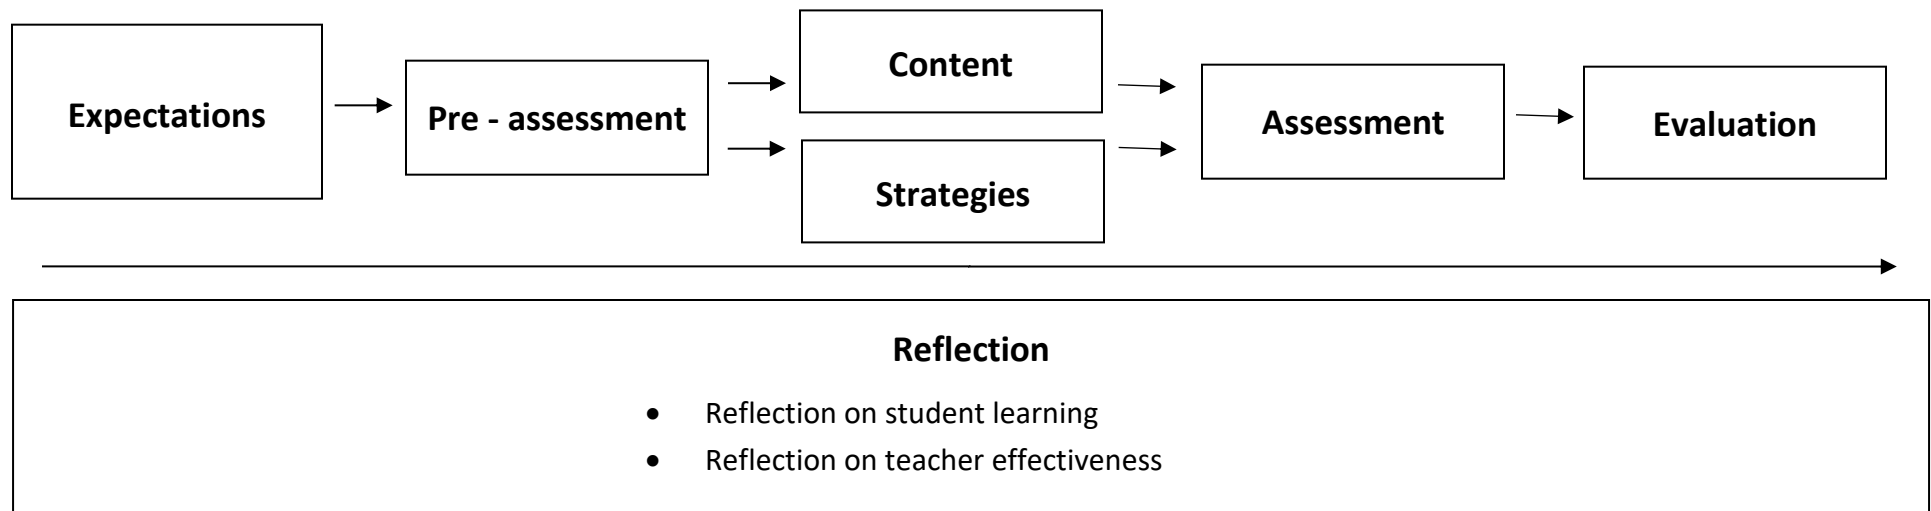 Expectations
Pre - assessment
Content
Strategies
Assessment
Evaluation
Reflection
• Reflection on student learning
• Reflection on teacher effectiveness